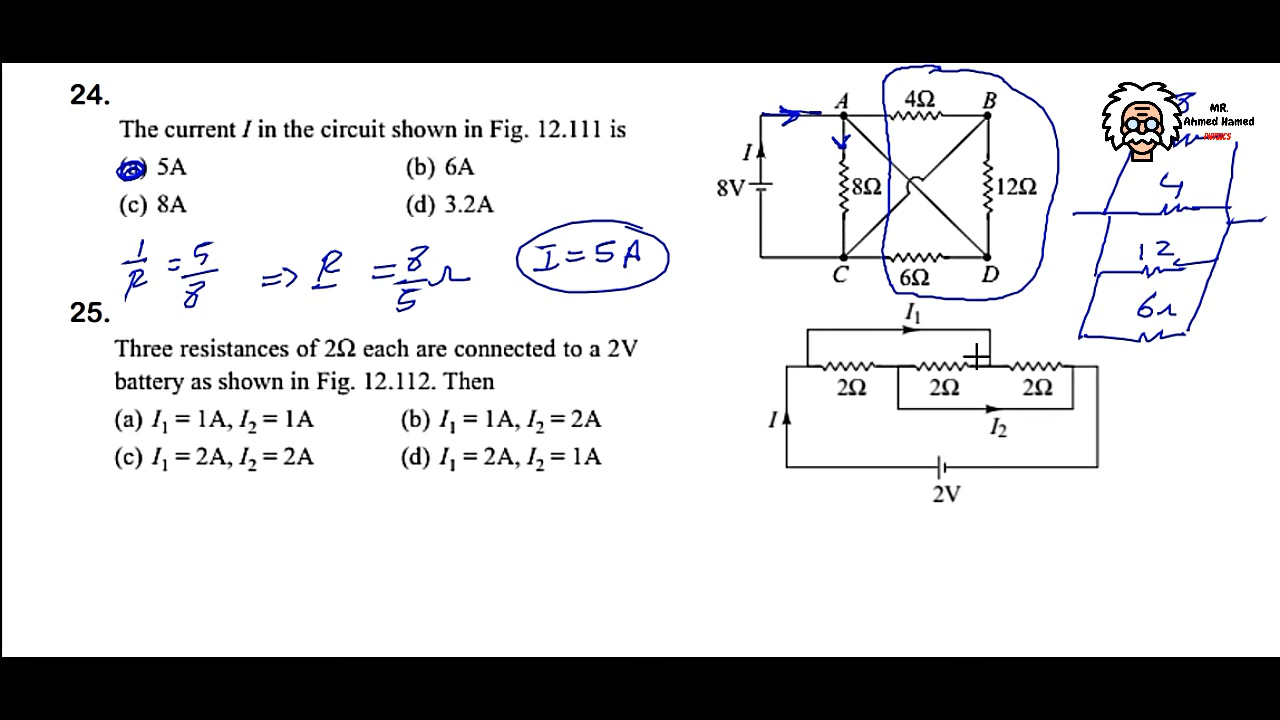 24.
The current I in the circuit shown in Fig. 12.111 is
5A
(b) 6A
(c) 8A
(d) 3.2A
1/R = 5/8 => R = 8/5 Ω
I = 5A
I
8V
A
4Ω
B
8Ω
12Ω
C
6Ω
D
MR.
Ahmed Hamed
PHYSICS
4
12
6Ω
25.
Three resistances of 2Ω each are connected to a 2V
battery as shown in Fig. 12.112. Then
(a) I₁ = 1A, I₂ = 1A
(b) I₁ = 1A, I₂ = 2A
(c) I₁ = 2A, I₂ = 2A
(d) I₁ = 2A, I₂ = 1A
I₁
2Ω
2Ω
2Ω
I
I₂
2V